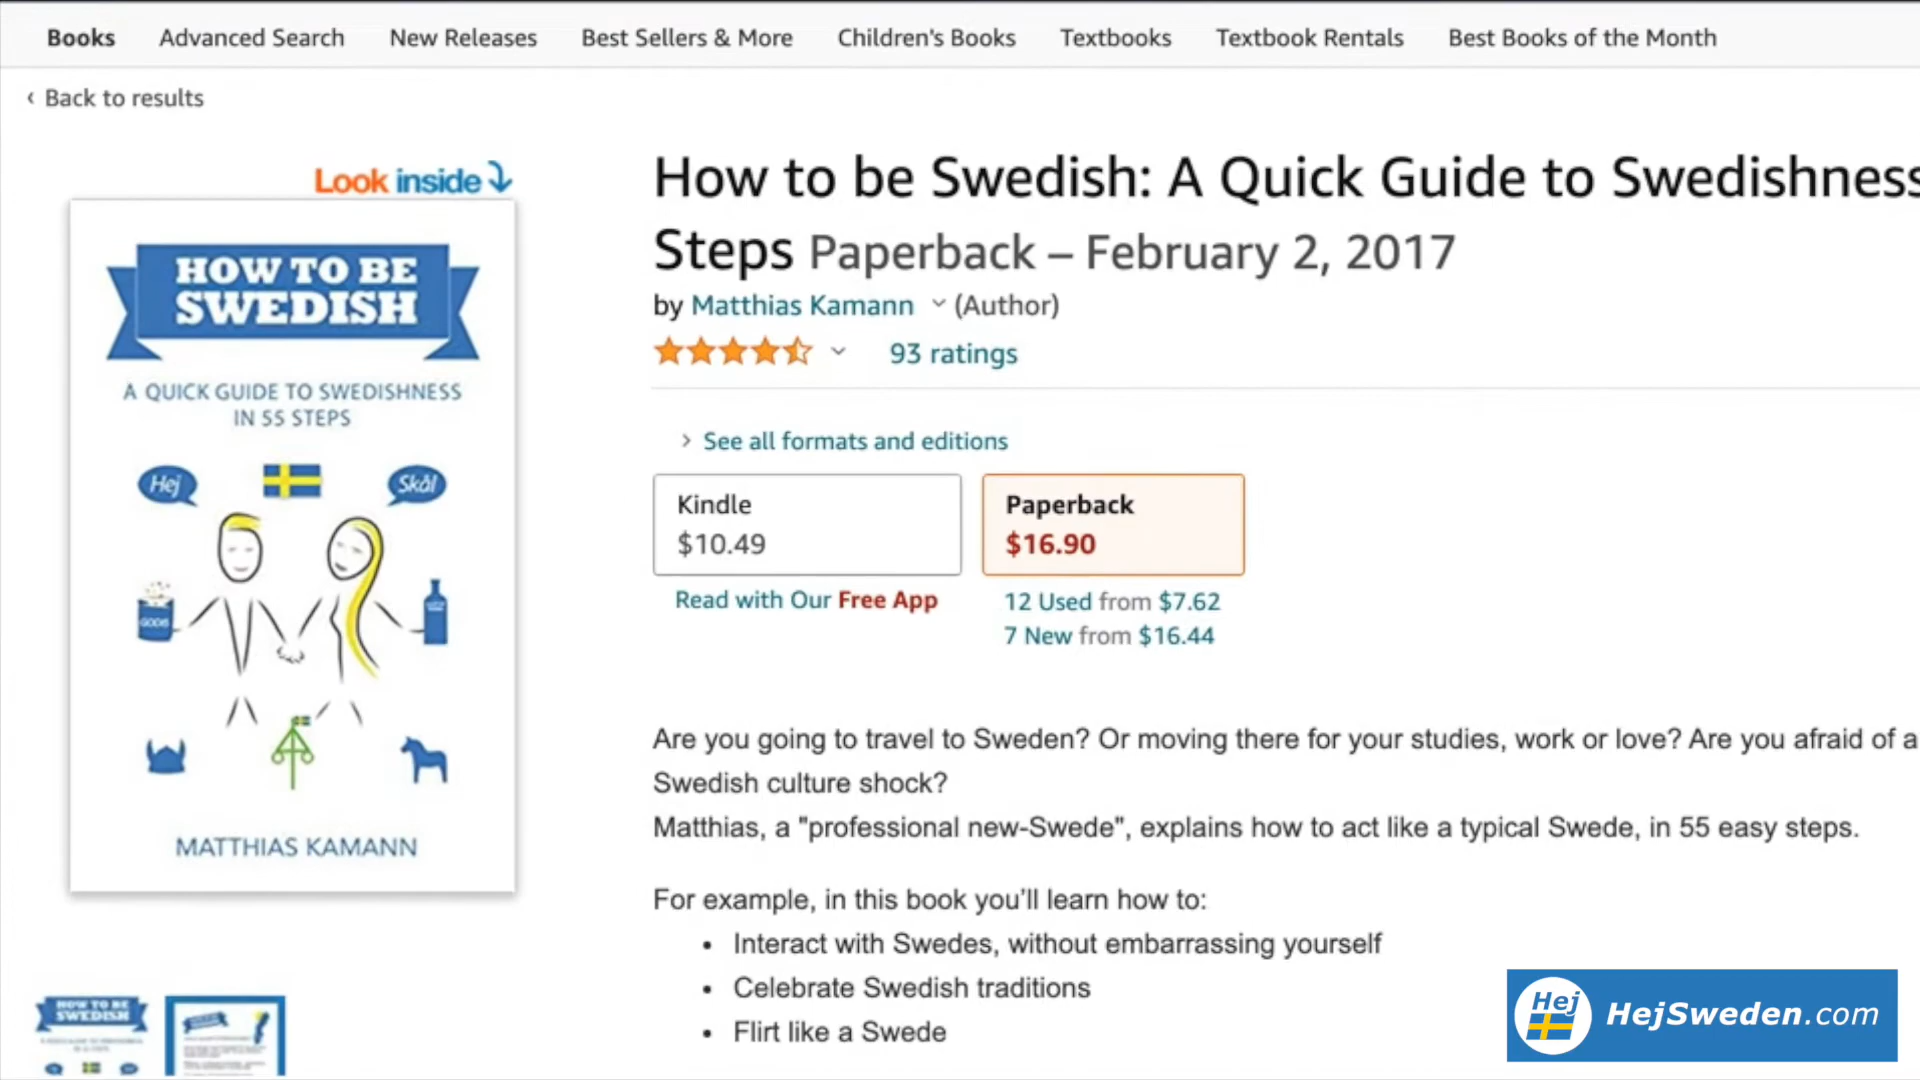 Books Advanced Search New Releases Best Sellers & More Children's Books Textbooks Textbook Rentals Best Books of the Month
‹ Back to results
Look inside
HOW TO BE
SWEDISH
A QUICK GUIDE TO SWEDISHNESS
IN 55 STEPS
Hej
Skål
GODIS
MATTHIAS KAMANN
HOW TO BE
SWEDISH
How to be Swedish: A Quick Guide to Swedishness
Steps Paperback – February 2, 2017
by Matthias Kamann (Author)
93 ratings
› See all formats and editions
Kindle
$10.49
Paperback
$16.90
Read with Our Free App
12 Used from $7.62
7 New from $16.44
Are you going to travel to Sweden? Or moving there for your studies, work or love? Are you afraid of a
Swedish culture shock?
Matthias, a "professional new-Swede", explains how to act like a typical Swede, in 55 easy steps.
For example, in this book you'll learn how to:
• Interact with Swedes, without embarrassing yourself
• Celebrate Swedish traditions
• Flirt like a Swede
Hej
HejSweden.com